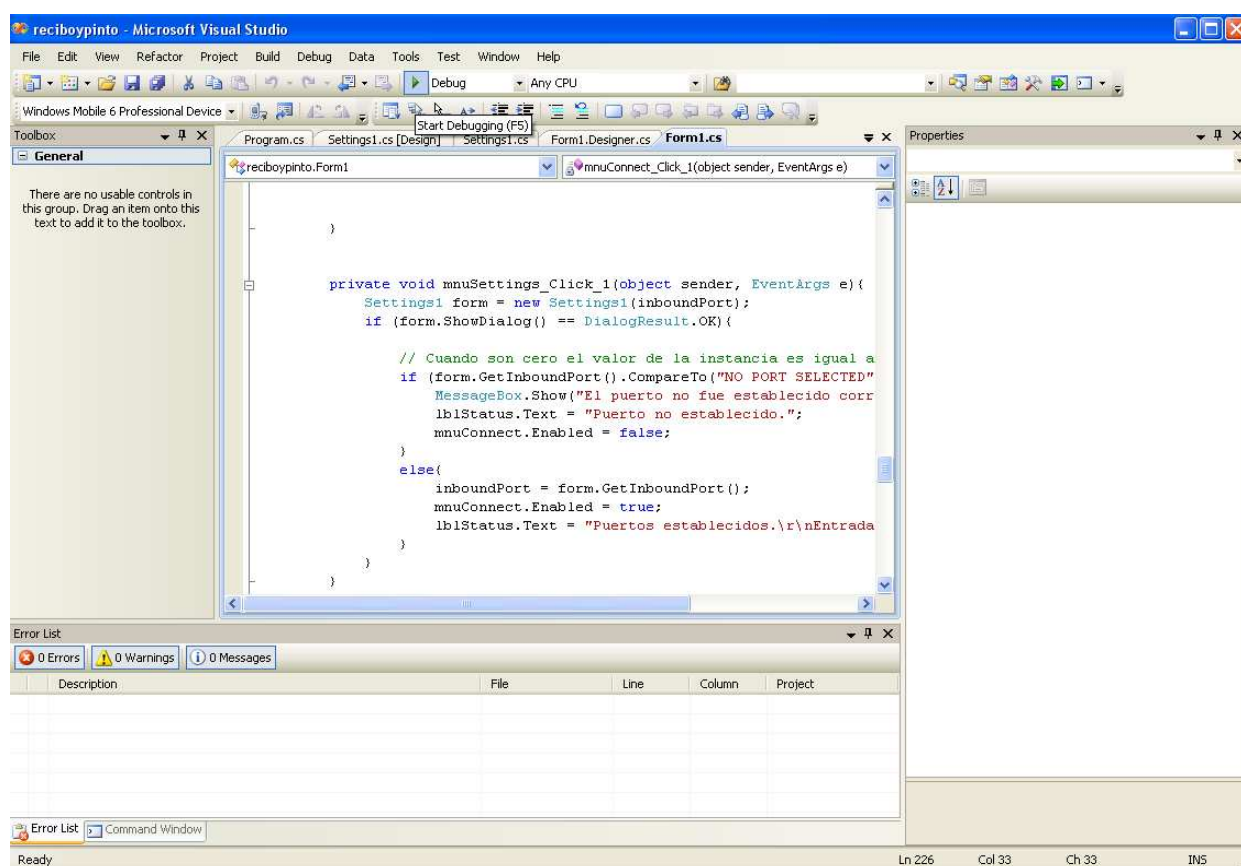 reciboypinto - Microsoft Visual Studio
File Edit View Refactor Project Build Debug Data Tools Test Window Help
Debug Any CPU
Windows Mobile 6 Professional Device
Start Debugging (F5)
Toolbox
General
There are no usable controls in
this group. Drag an item onto this
text to add it to the toolbox.
Program.cs Settings1.cs [Design] Settings1.cs Form1.Designer.cs Form1.cs
reciboypinto.Form1 mnuConnect_Click_1(object sender, EventArgs e)
}
private void mnuSettings_Click_1(object sender, EventArgs e){
Settings1 form = new Settings1(inboundPort);
if (form.ShowDialog() == DialogResult.OK){
// Cuando son cero el valor de la instancia es igual a
if (form.GetInboundPort().CompareTo("NO PORT SELECTED"
MessageBox.Show("El puerto no fue establecido corr
lblStatus.Text = "Puerto no establecido.";
mnuConnect.Enabled = false;
}
else{
inboundPort = form.GetInboundPort();
mnuConnect.Enabled = true;
lblStatus.Text = "Puertos establecidos.\r\nEntrada
}
}
}
Properties
Error List
0 Errors 0 Warnings 0 Messages
Description File Line Column Project
Error List Command Window
Ready Ln 226 Col 33 Ch 33 INS